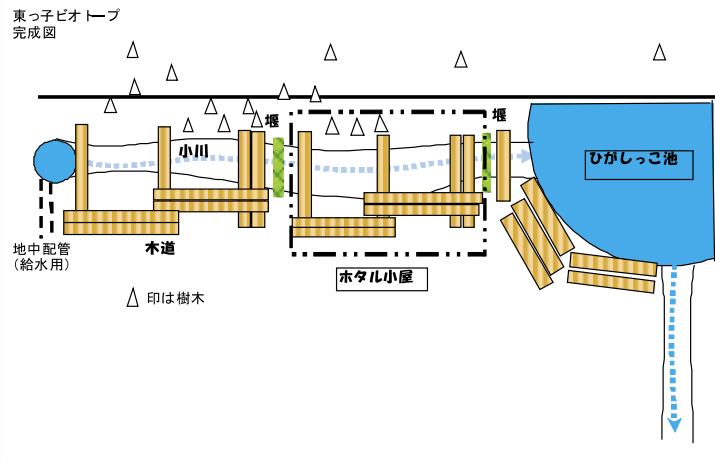 東っ子ビオトープ
完成図
堰
堰
小川
ひがしっこ池
木道
地中配管
（給水用）
ホタル小屋
印は樹木